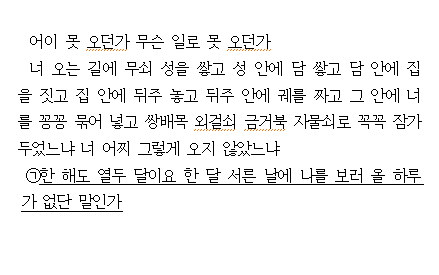 어이 못 오던가 무슨 일로 못 오던가
너 오는 길에 무쇠 성을 쌓고 성 안에 담 쌓고 담 안에 집
을 짓고 집 안에 뒤주 놓고 뒤주 안에 궤를 짜고 그 안에 너
를 꽁꽁 묶어 넣고 쌍배목 외걸쇠 금거북 자물쇠로 꼭꼭 잠가
두었느냐 너 어찌 그렇게 오지 않았느냐
㉠한 해도 열두 달이요 한 달 서른 날에 나를 보러 올 하루
가 없단 말인가